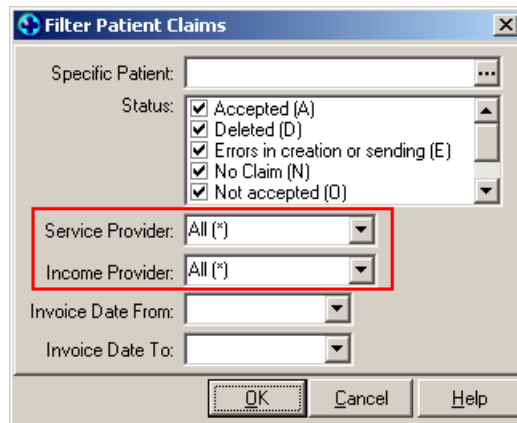 Filter Patient Claims
Specific Patient:
Status:
Accepted (A)
Deleted (D)
Errors in creation or sending (E)
No Claim (N)
Not accepted (O)
Service Provider: All (*)
Income Provider: All (*)
Invoice Date From:
Invoice Date To:
OK Cancel Help